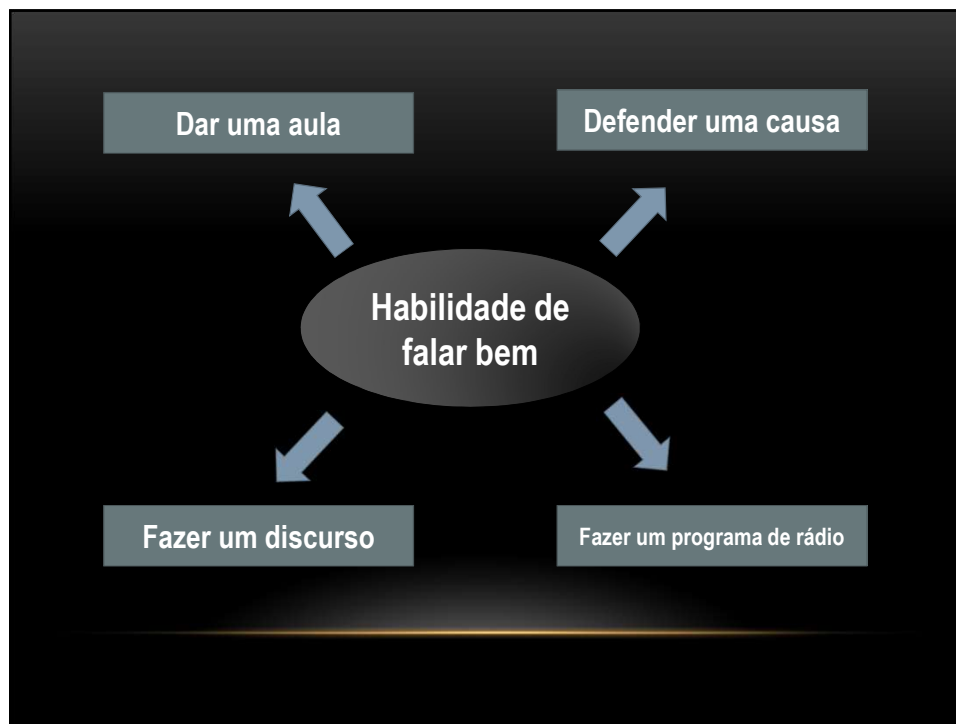 Dar uma aula
Defender uma causa
Habilidade de
falar bem
Fazer um discurso
Fazer um programa de rádio